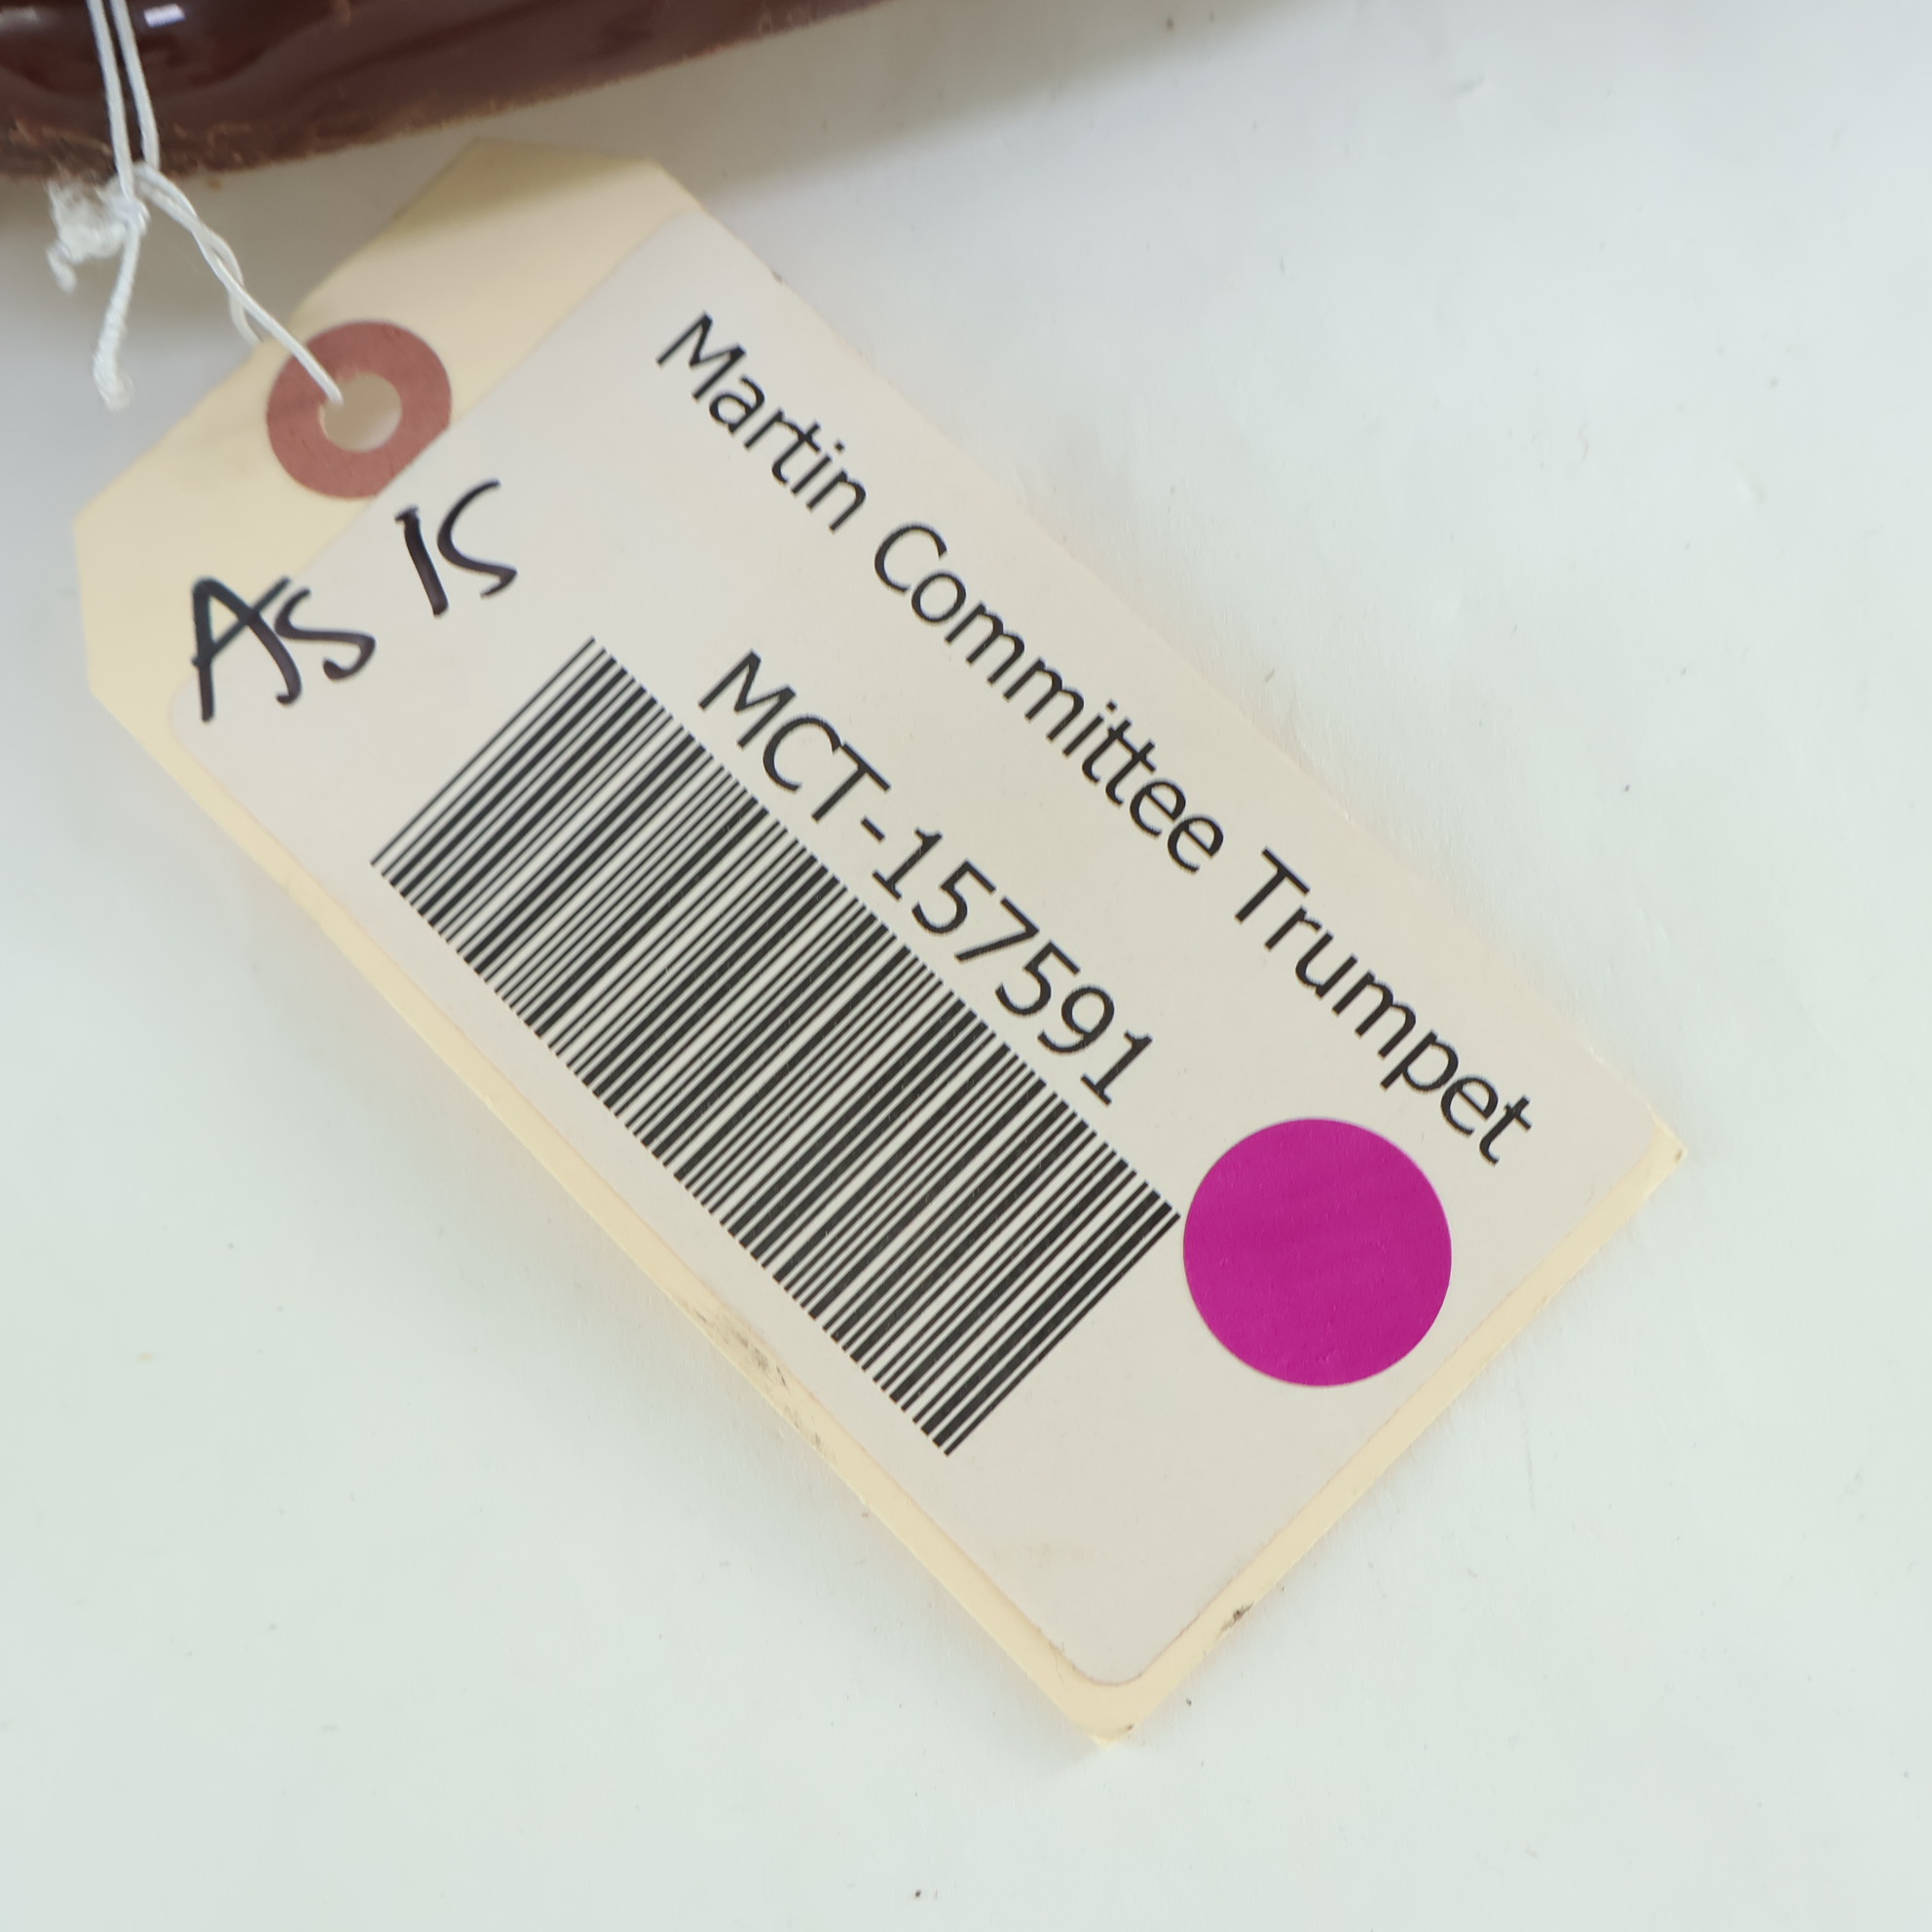 Martin Committee Trumpet
MCT-157591
AS IS